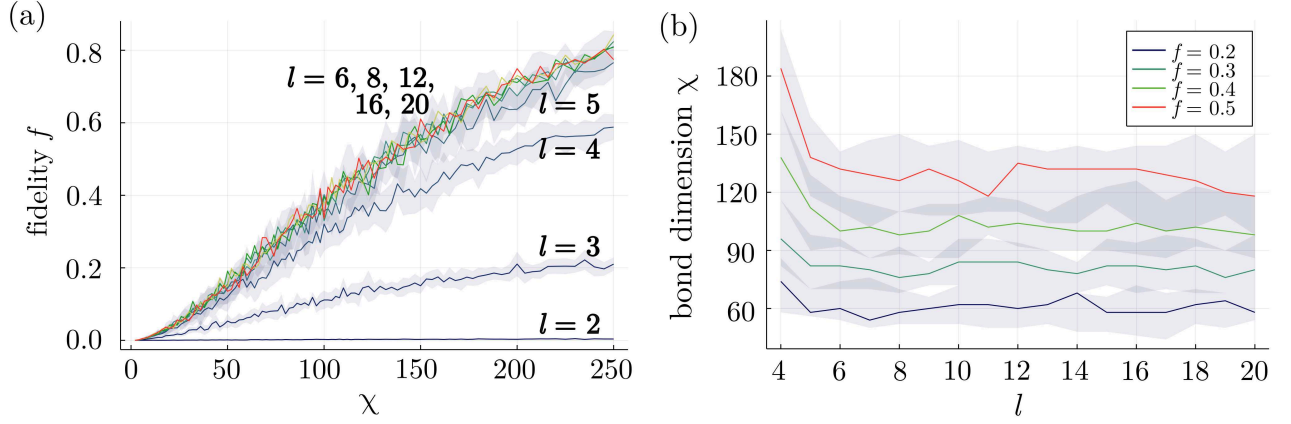 (a)
fidelity f
0.8
0.6
0.4
0.2
0.0
l = 6, 8, 12,
16, 20
l = 5
l = 4
l = 3
l = 2
0 50 100 150 200 250
χ
(b)
bond dimension χ
180
150
120
90
60
f = 0.2
f = 0.3
f = 0.4
f = 0.5
4 6 8 10 12 14 16 18 20
l